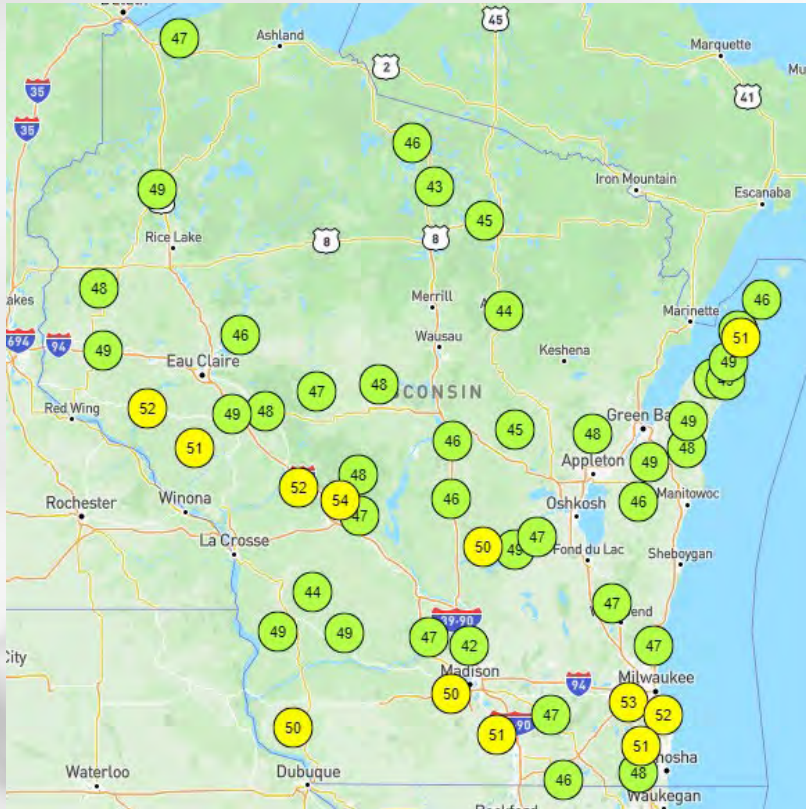 47
Ashland
45
Marquette
2
35
41
35
46
43
Iron Mountain
Escanaba
49
45
Rice Lake
8
8
48
46
Merrill
44
Marinette
694
94
49
46
Wausau
51
Keshena
49
Eau Claire
47
48
52
49
48
Red Wing
49
46
45
48
Green
48
51
Appleton
49
48
52
54
46
46
Manitowoc
Rochester
Winona
47
Oshkosh
La Crosse
50
49
47
Fond du Lac
Sheboygan
44
47
49
49
47
39-90
42
47
City
Madison
94
Milwaukee
50
53
52
47
50
51
90
51
Waterloo
Dubuque
46
48
Waukegan